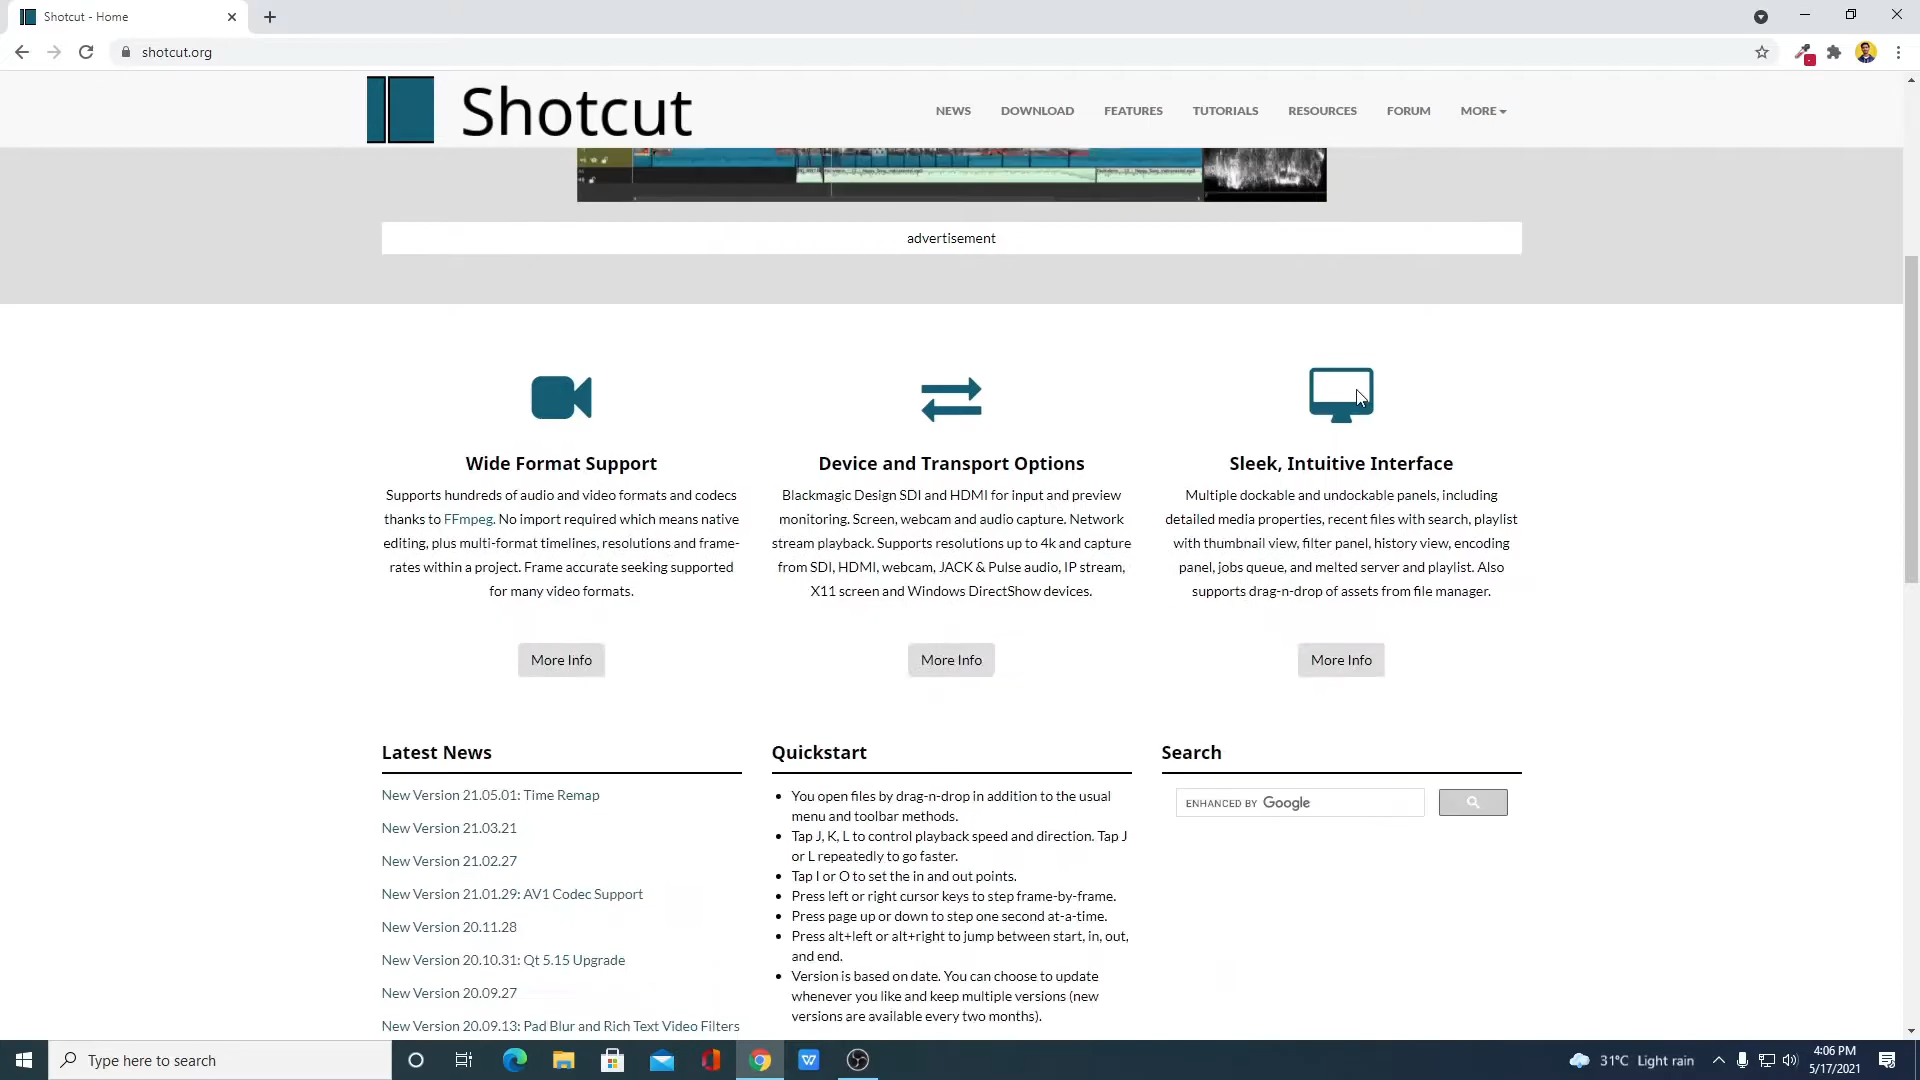 Shotcut - Home
shotcut.org
Shotcut
NEWS DOWNLOAD FEATURES TUTORIALS RESOURCES FORUM MORE
advertisement
Wide Format Support
Supports hundreds of audio and video formats and codecs
thanks to FFmpeg. No import required which means native
editing, plus multi-format timelines, resolutions and frame-
rates within a project. Frame accurate seeking supported
for many video formats.
More Info
Device and Transport Options
Blackmagic Design SDI and HDMI for input and preview
monitoring. Screen, webcam and audio capture. Network
stream playback. Supports resolutions up to 4k and capture
from SDI, HDMI, webcam, JACK & Pulse audio, IP stream,
X11 screen and Windows DirectShow devices.
More Info
Sleek, Intuitive Interface
Multiple dockable and undockable panels, including
detailed media properties, recent files with search, playlist
with thumbnail view, filter panel, history view, encoding
panel, jobs queue, and melted server and playlist. Also
supports drag-n-drop of assets from file manager.
More Info
Latest News
New Version 21.05.01: Time Remap
New Version 21.03.21
New Version 21.02.27
New Version 21.01.29: AV1 Codec Support
New Version 20.11.28
New Version 20.10.31: Qt 5.15 Upgrade
New Version 20.09.27
New Version 20.09.13: Pad Blur and Rich Text Video Filters
Quickstart
• You open files by drag-n-drop in addition to the usual
menu and toolbar methods.
• Tap J, K, L to control playback speed and direction. Tap J
or L repeatedly to go faster.
• Tap I or O to set the in and out points.
• Press left or right cursor keys to step frame-by-frame.
• Press page up or down to step one second at-a-time.
• Press alt+left or alt+right to jump between start, in, out,
and end.
• Version is based on date. You can choose to update
whenever you like and keep multiple versions (new
versions are available every two months).
Search
ENHANCED BY Google
Type here to search
31°C Light rain
4:06 PM
5/17/2021